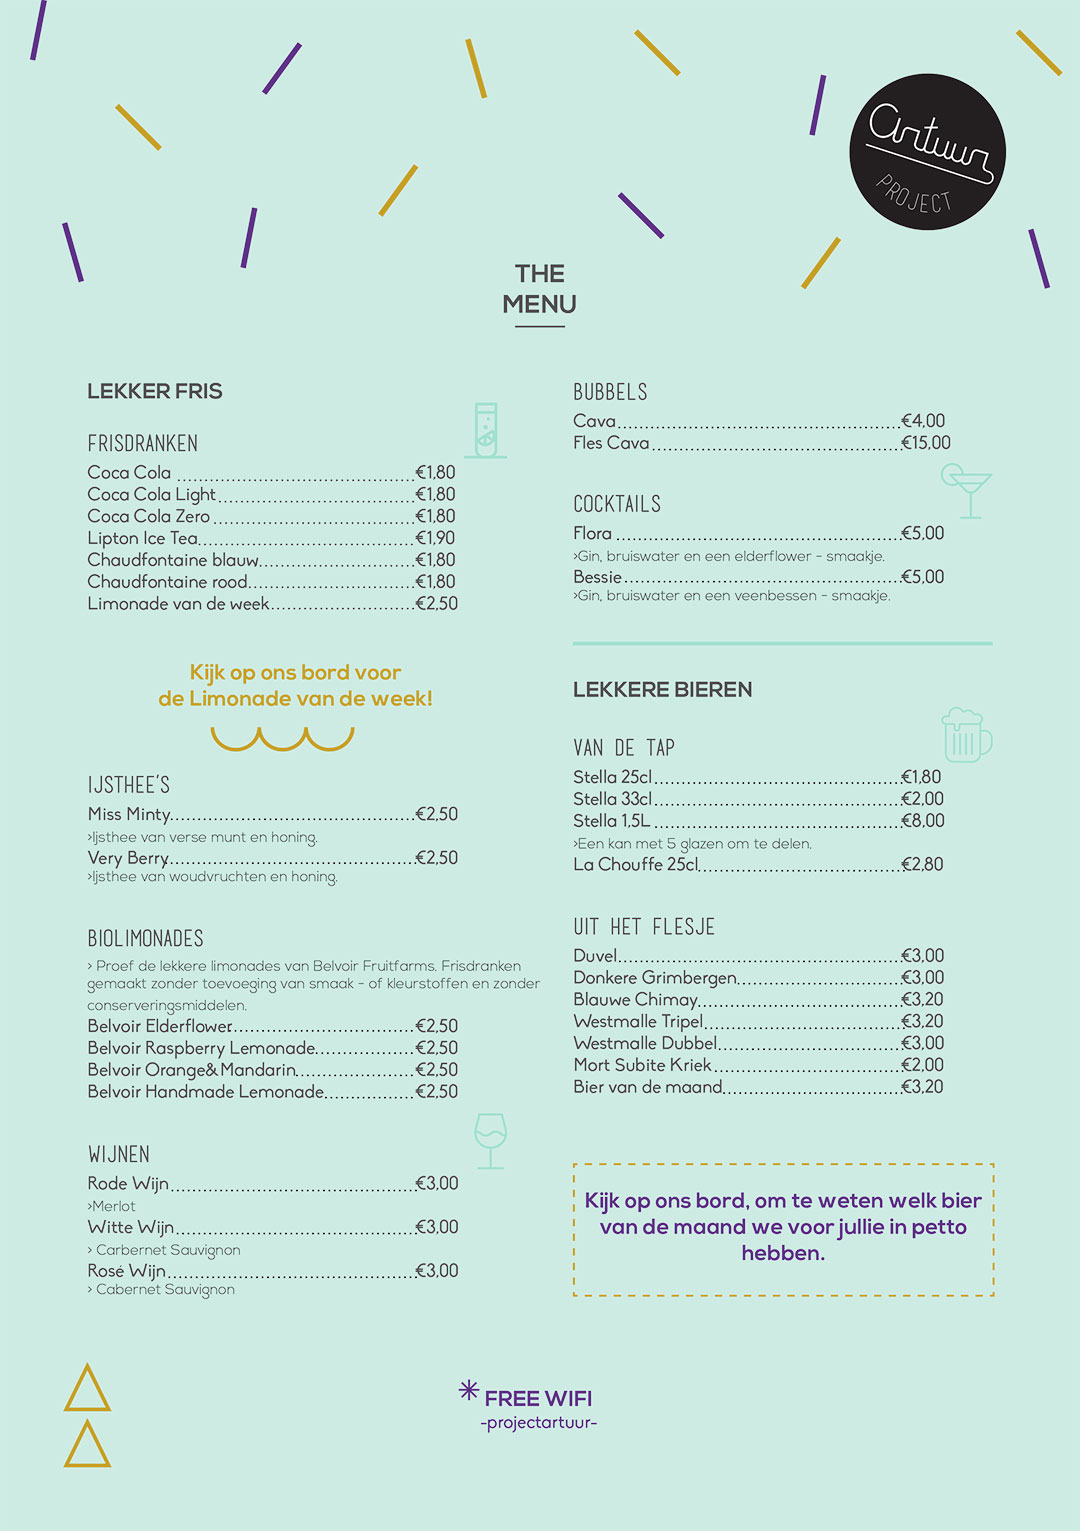 Artuur
PROJECT
THE
MENU
LEKKER FRIS
FRISDRANKEN
Coca Cola ........................................€1,80
Coca Cola Light........................................€1,80
Coca Cola Zero ........................................€1,80
Lipton Ice Tea........................................€1,90
Chaudfontaine blauw........................................€1,80
Chaudfontaine rood........................................€1,80
Limonade van de week........................................€2,50
Kijk op ons bord voor
de Limonade van de week!
IJSTHEE'S
Miss Minty........................................€2,50
>Ijsthee van verse munt en honing.
Very Berry........................................€2,50
>Ijsthee van woudvruchten en honing.
BIOLIMONADES
> Proef de lekkere limonades van Belvoir Fruitfarms. Frisdranken
gemaakt zonder toevoeging van smaak - of kleurstoffen en zonder
conserveringsmiddelen.
Belvoir Elderflower........................................€2,50
Belvoir Raspberry Lemonade........................................€2,50
Belvoir Orange&Mandarin........................................€2,50
Belvoir Handmade Lemonade........................................€2,50
WIJNEN
Rode Wijn........................................€3,00
>Merlot
Witte Wijn........................................€3,00
> Carbernet Sauvignon
Rosé Wijn........................................€3,00
> Cabernet Sauvignon
BUBBELS
Cava........................................€4,00
Fles Cava........................................€15,00
COCKTAILS
Flora ........................................€5,00
>Gin, bruiswater en een elderflower - smaakje.
Bessie........................................€5,00
>Gin, bruiswater en een veenbessen - smaakje.
LEKKERE BIEREN
VAN DE TAP
Stella 25cl........................................€1,80
Stella 33cl........................................€2,00
Stella 1,5L........................................€8,00
>Een kan met 5 glazen om te delen.
La Chouffe 25cl........................................€2,80
UIT HET FLESJE
Duvel........................................€3,00
Donkere Grimbergen........................................€3,00
Blauwe Chimay........................................€3,20
Westmalle Tripel........................................€3,20
Westmalle Dubbel........................................€3,00
Mort Subite Kriek........................................€2,00
Bier van de maand........................................€3,20
Kijk op ons bord, om te weten welk bier
van de maand we voor jullie in petto
hebben.
* FREE WIFI
-projectartuur-